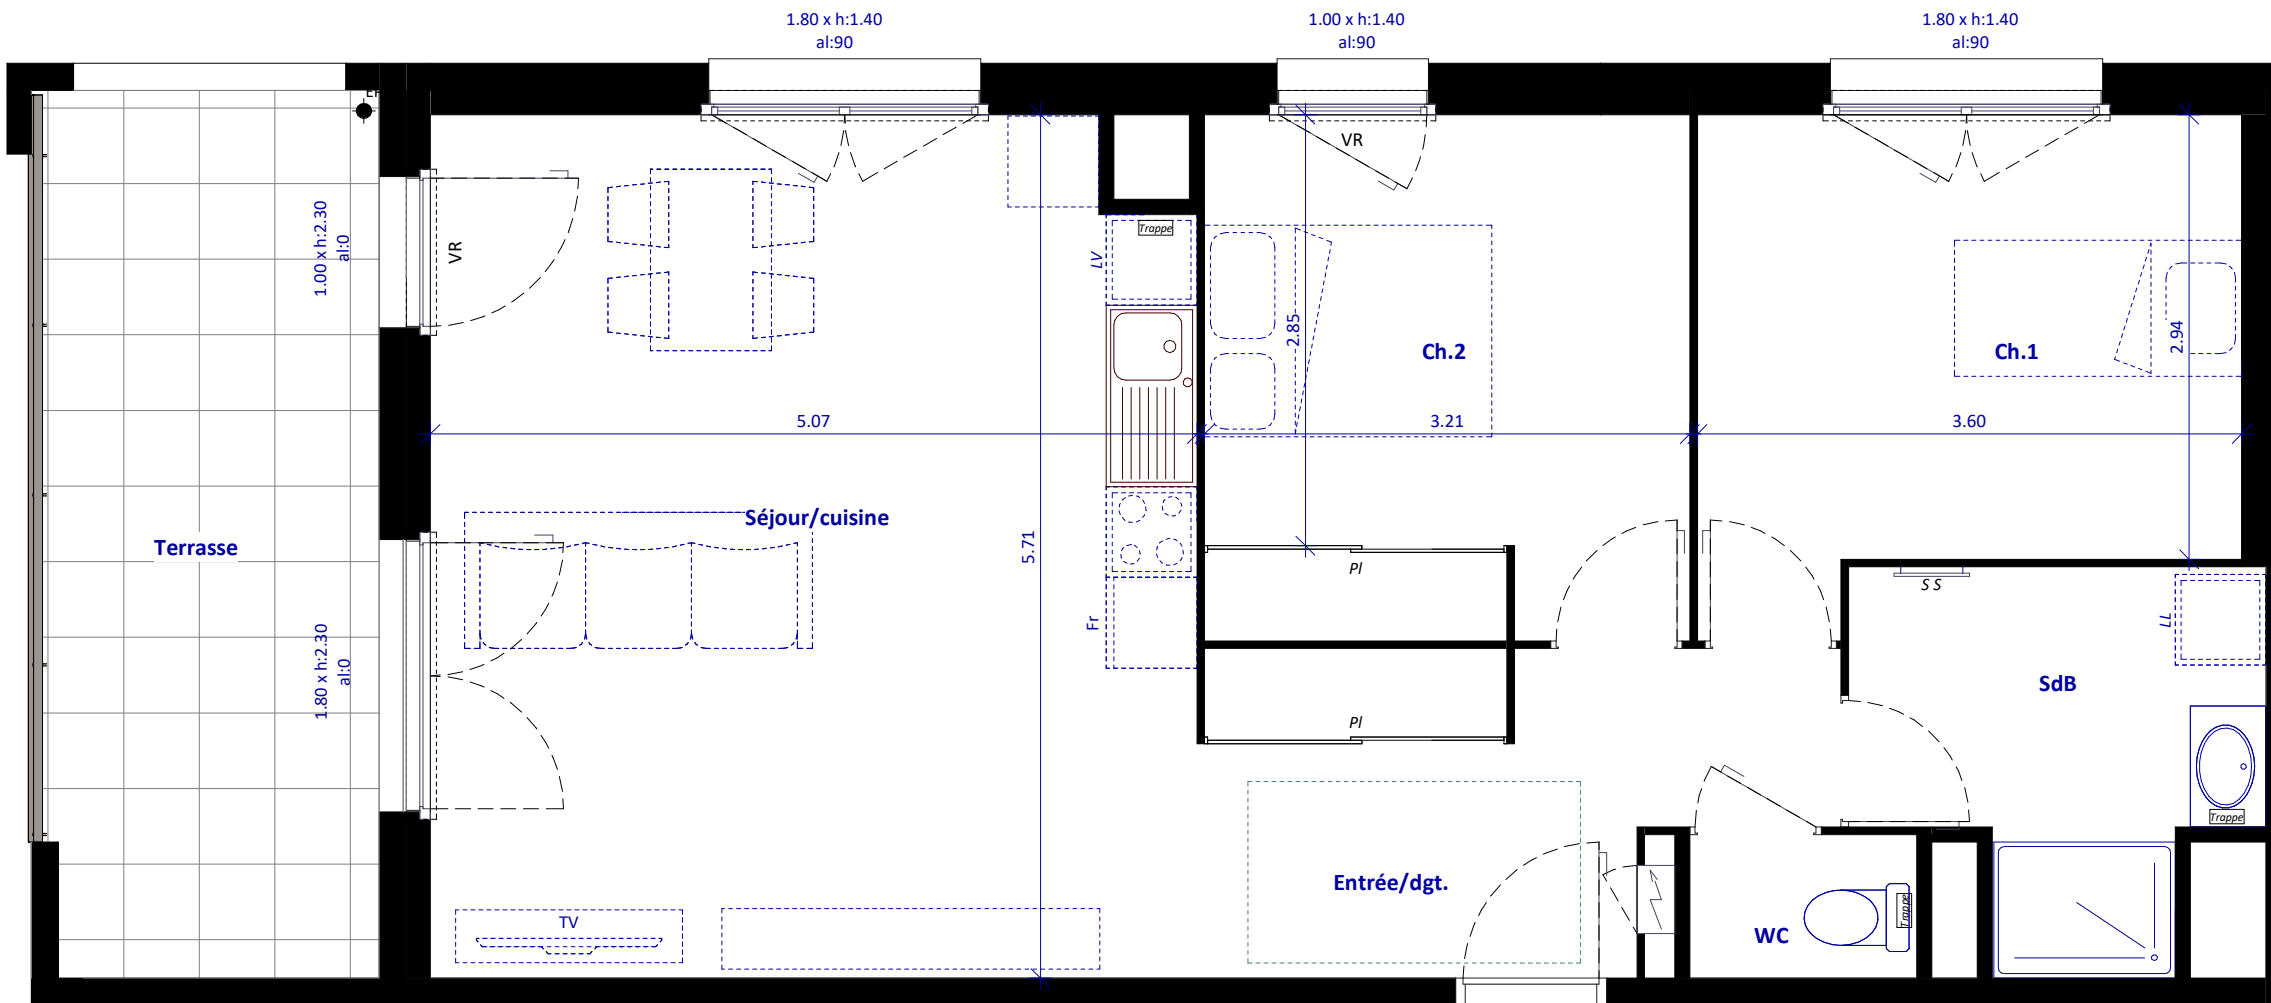 1.80 x h:1.40
al:90
1.00 x h:1.40
al:90
1.80 x h:1.40
al:90
VR
1.00 x h:2.30
al:0
VR
Trappe
LV
2.85
Ch.2
2.94
Ch.1
5.07
3.21
3.60
Séjour/cuisine
Terrasse
5.71
Pl
S S
Fr
LL
1.80 x h:2.30
al:0
SdB
Pl
Trappe
Entrée/dgt.
Trappe
TV
WC